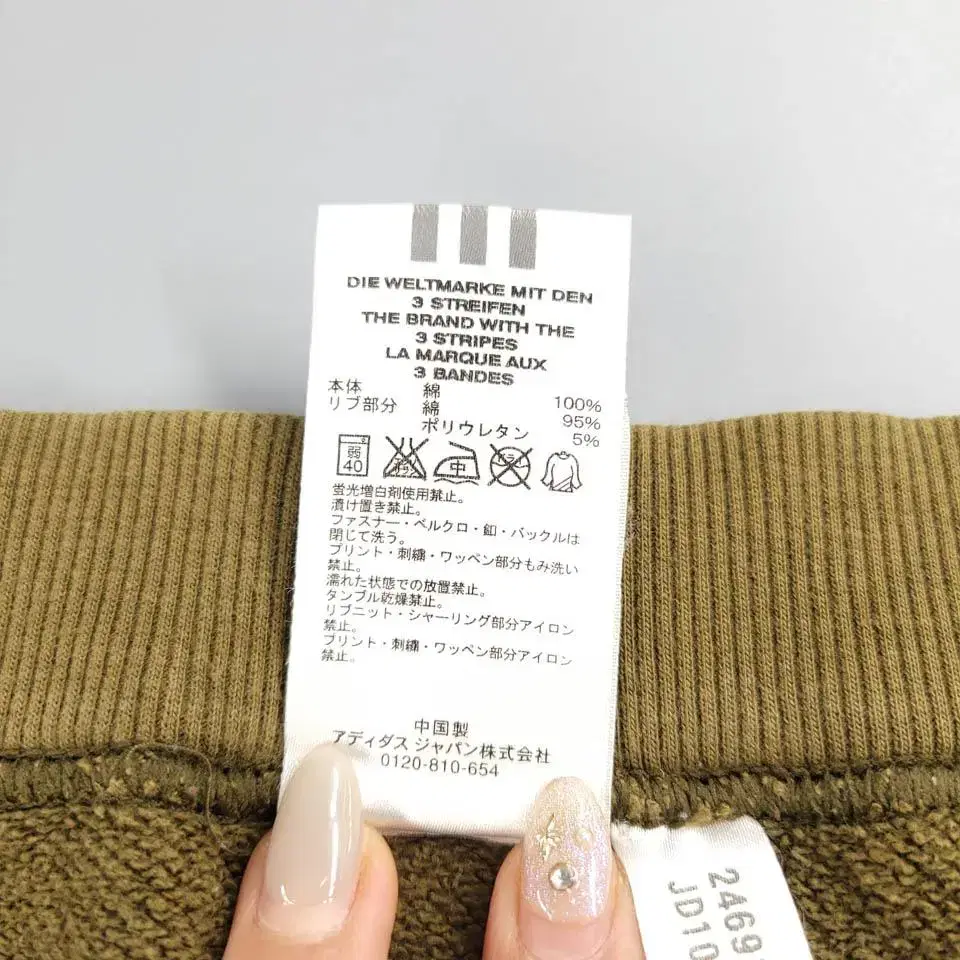 DIE WELTMARKE MIT DEN
3 STREIFEN
THE BRAND WITH THE
3 STRIPES
LA MARQUE AUX
3 BANDES
本体 綿 100%
リブ部分 綿 95%
ポリウレタン 5%
弱 40 中
蛍光増白剤使用禁止。
漬け置き禁止。
ファスナー・ベルクロ・釦・バックルは
閉じて洗う。
プリント・刺繍・ワッペン部分もみ洗い
禁止。
濡れた状態での放置禁止。
タンブル乾燥禁止。
リブニット・シャーリング部分アイロン
禁止。
プリント・刺繍・ワッペン部分アイロン
禁止。
中国製
アディダス ジャパン株式会社
0120-810-654
2469
JD10